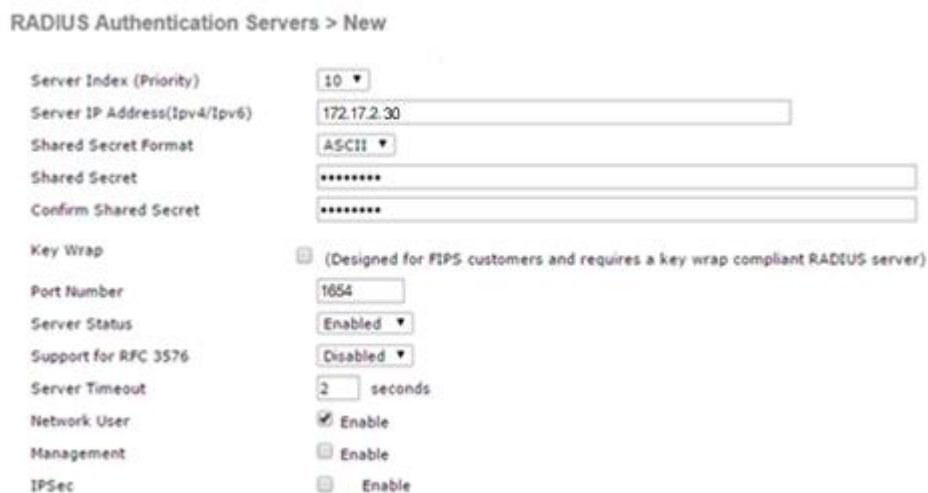 RADIUS Authentication Servers > New
Server Index (Priority) 10
Server IP Address(Ipv4/Ipv6) 172.17.2.30
Shared Secret Format ASCII
Shared Secret ••••••••
Confirm Shared Secret ••••••••
Key Wrap (Designed for FIPS customers and requires a key wrap compliant RADIUS server)
Port Number 1654
Server Status Enabled
Support for RFC 3576 Disabled
Server Timeout 2 seconds
Network User Enable
Management Enable
IPSec Enable